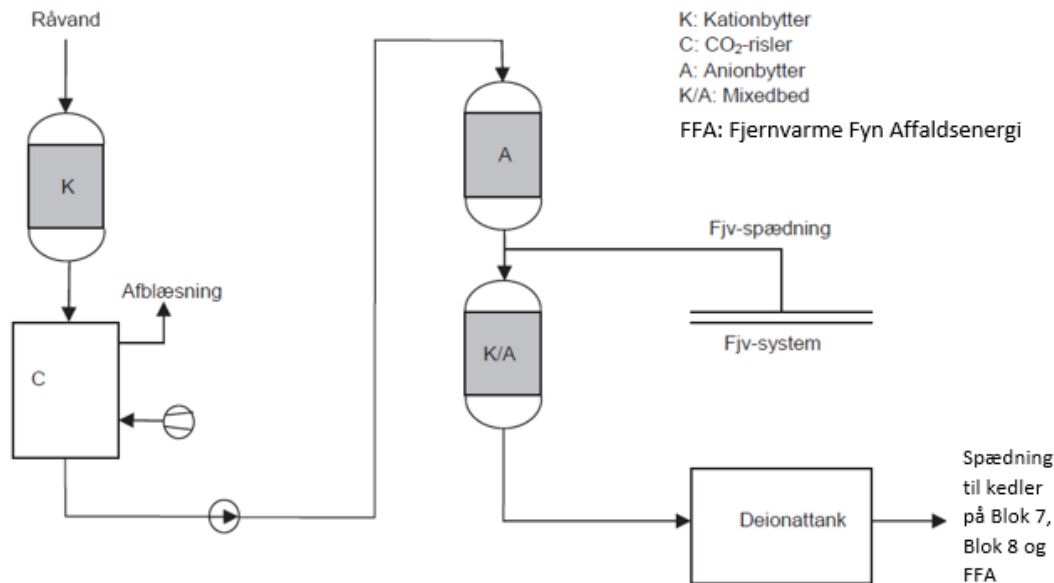 Råvand
K: Kationbytter
C: CO₂-risler
A: Anionbytter
K/A: Mixedbed
FFA: Fjernvarme Fyn Affaldsenergi
K
A
Fjv-spædning
Afblæsning
Fjv-system
K/A
C
Deionattank
Spædning
til kedler
på Blok 7,
Blok 8 og
FFA